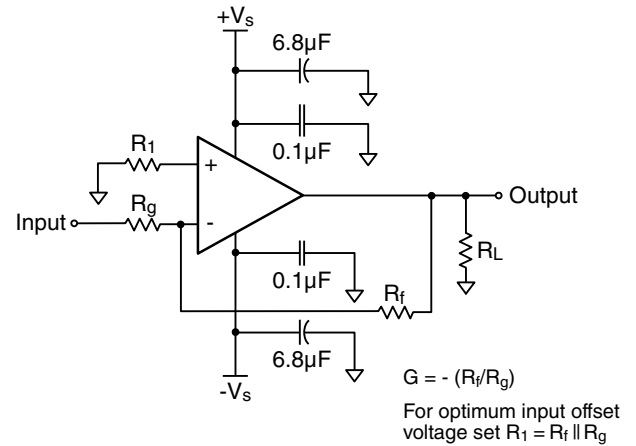 +Vs
6.8µF
0.1µF
R1
+
Rg
Input
-
Output
RL
0.1µF
Rf
6.8µF
-Vs
G = - (Rf/Rg)
For optimum input offset
voltage set R1 = Rf || Rg